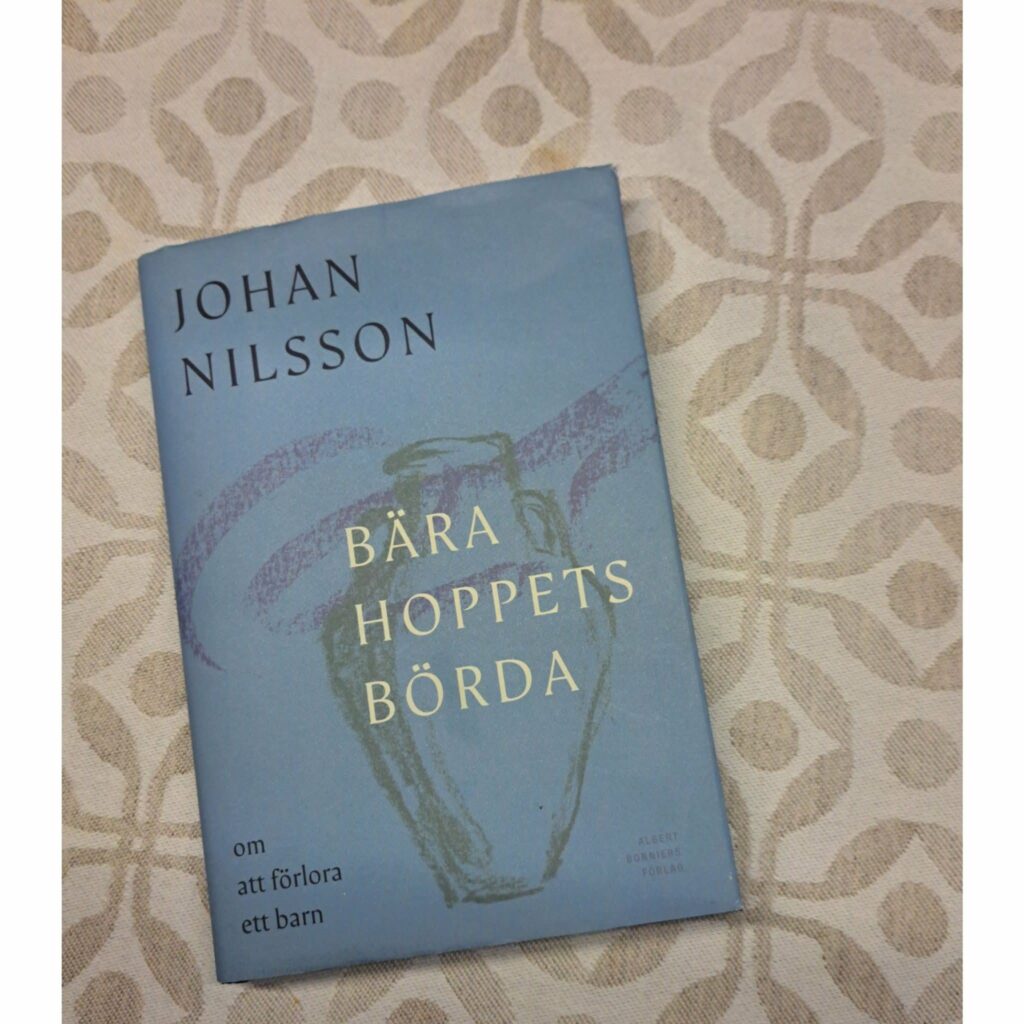 JOHAN
NILSSON
BÄRA
HOPPETS
BÖRDA
om
att förlora
ett barn
ALBERT
BONNIERS
FÖRLAG